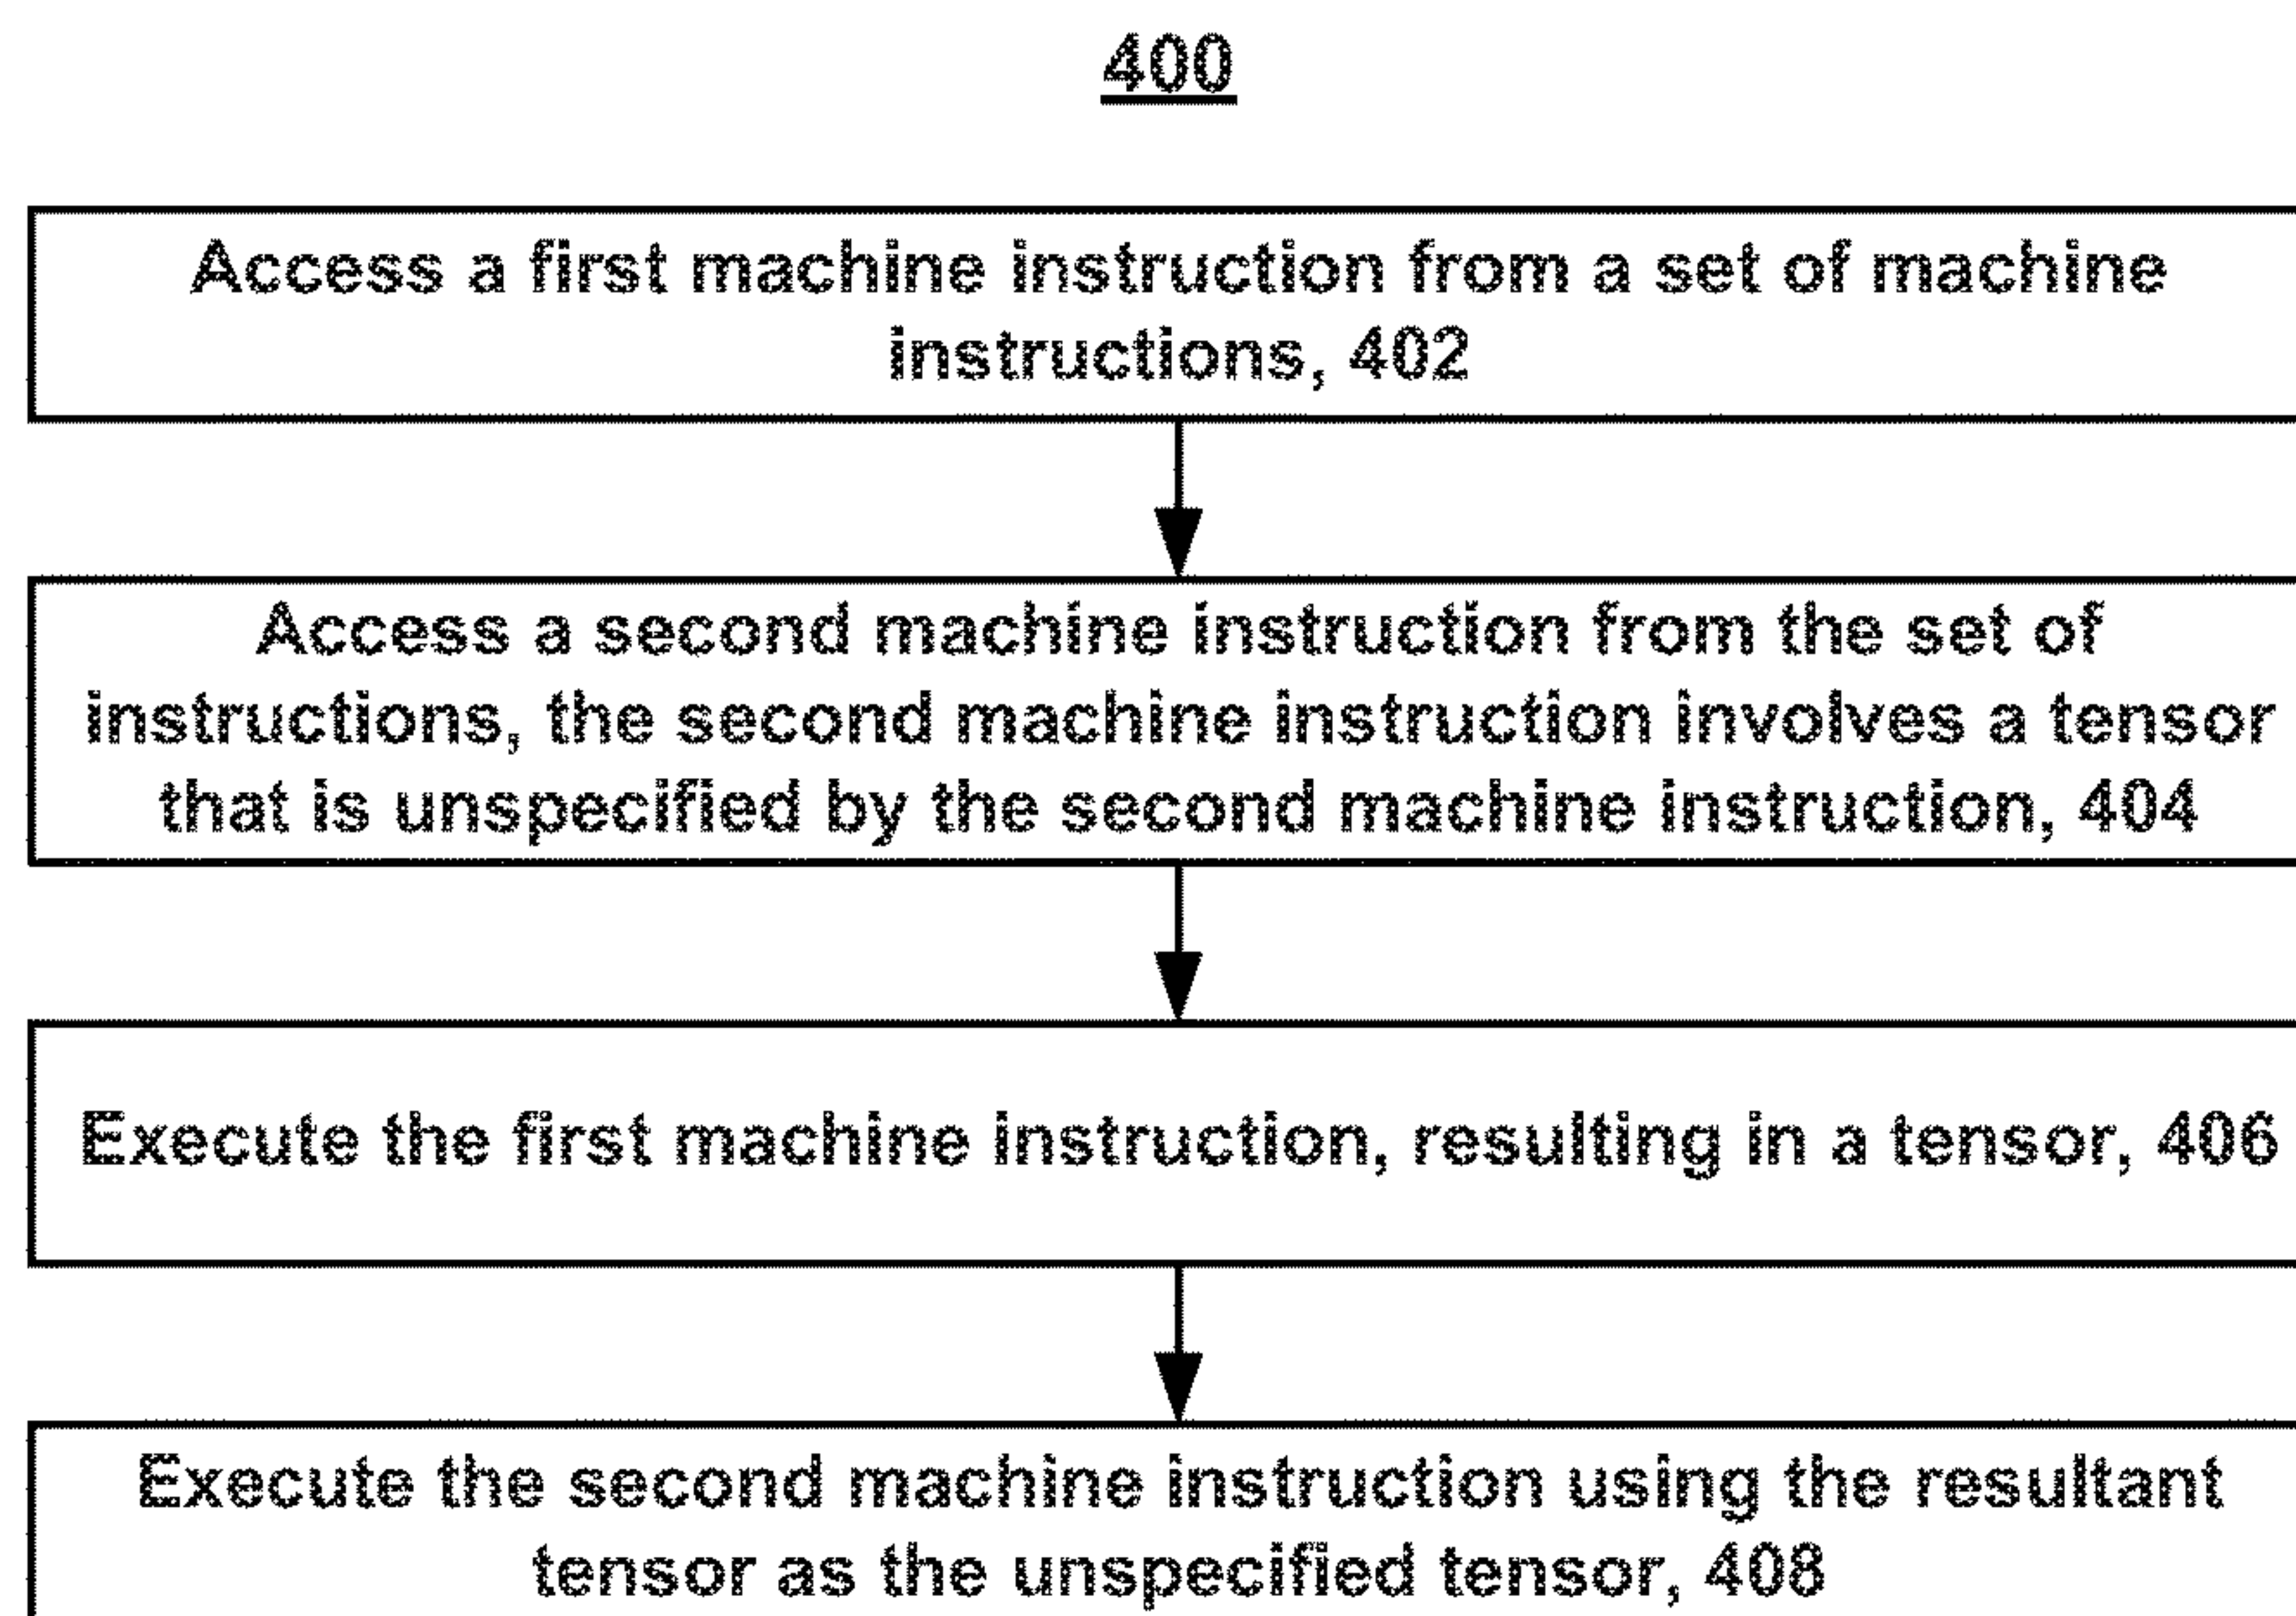 400
Access a first machine instruction from a set of machine
instructions, 402
Access a second machine instruction from the set of
instructions, the second machine instruction involves a tensor
that is unspecified by the second machine instruction, 404
Execute the first machine instruction, resulting in a tensor, 406
Execute the second machine instruction using the resultant
tensor as the unspecified tensor, 408